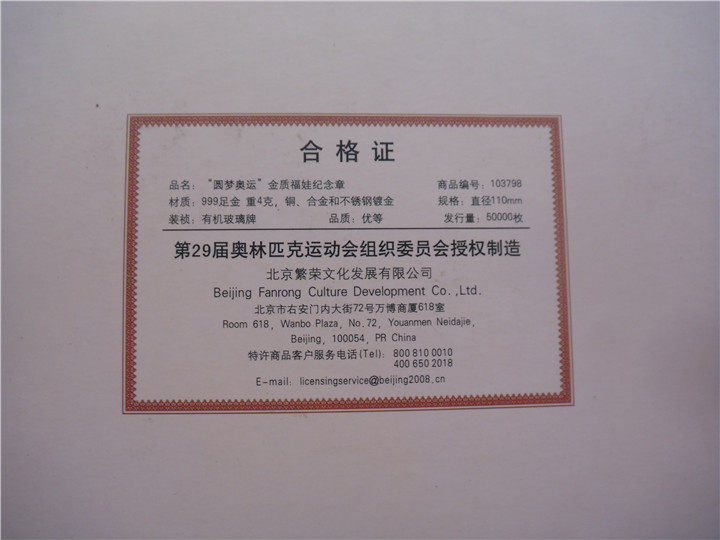 合格证
品名：“圆梦奥运”金质福娃纪念章 商品编号：103798
材质：999足金 重4克，铜、合金和不锈钢镀金 规格：直径110mm
装桢：有机玻璃牌 品质：优等 发行量：50000枚
第29届奥林匹克运动会组织委员会授权制造
北京繁荣文化发展有限公司
Beijing Fanrong Culture Development Co.,Ltd.
北京市右安门内大街72号万博商厦618室
Room 618, Wanbo Plaza, No.72, Youanmen Neidajie,
Beijing, 100054, PR China
特许商品客户服务电话(Tel): 800 810 0010
400 650 2018
E-mail: licensingservice@beijing2008.cn